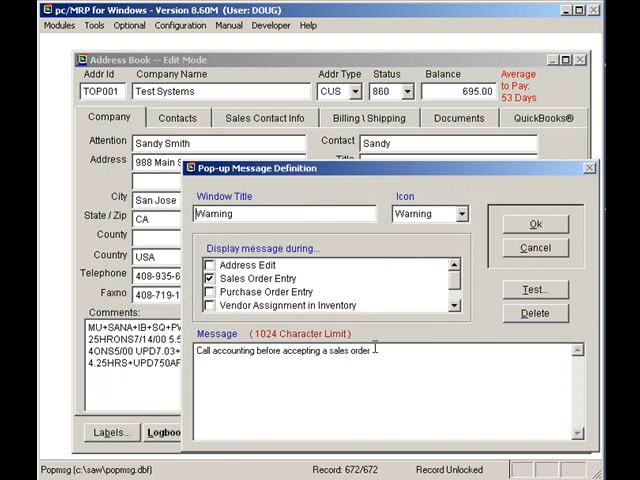 pc/MRP for Windows - Version 8.60M (User: DOUG)
Modules Tools Optional Configuration Manual Developer Help
Address Book -- Edit Mode
Addr Id Company Name Addr Type Status Balance Average
to Pay:
53 Days
TOP001 Test Systems CUS 860 695.00
Company Contacts Sales Contact Info Billing \ Shipping Documents QuickBooks®
Attention Sandy Smith Contact Sandy
Address 988 Main S
City San Jose
State / Zip CA
County
Country USA
Telephone 408-935-6
Faxno 408-719-1
Comments:
MU+SANA+IB+SQ+PV
25HRONS7/14/00 5.5
4ONS5/00 UPD7.03+
4.25HRS+UPD750AF
Labels... Logboo
Pop-up Message Definition
Window Title Icon
Warning Warning
Display message during...
Address Edit
Sales Order Entry
Purchase Order Entry
Vendor Assignment in Inventory
Ok
Cancel
Test...
Delete
Message ( 1024 Character Limit )
Call accounting before accepting a sales order
Popmsg (c:\saw\popmsg.dbf) Record: 672/672 Record Unlocked